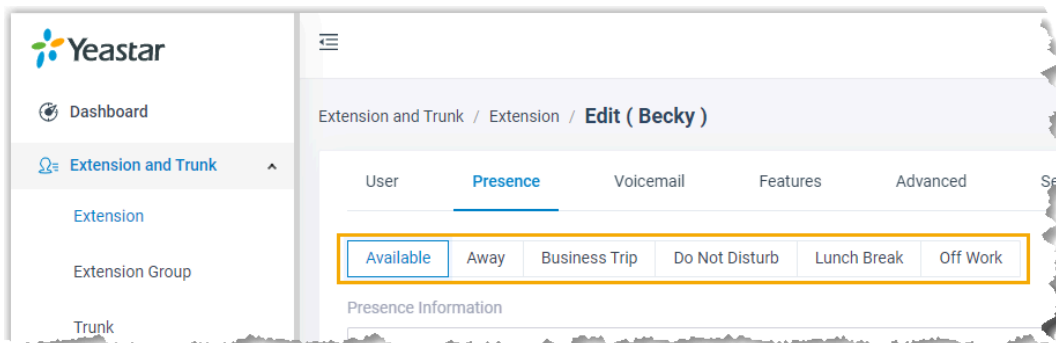 Yeastar
Dashboard
Extension and Trunk
Extension
Extension Group
Trunk
Extension and Trunk / Extension / Edit ( Becky )
User Presence Voicemail Features Advanced
Available Away Business Trip Do Not Disturb Lunch Break Off Work
Presence Information